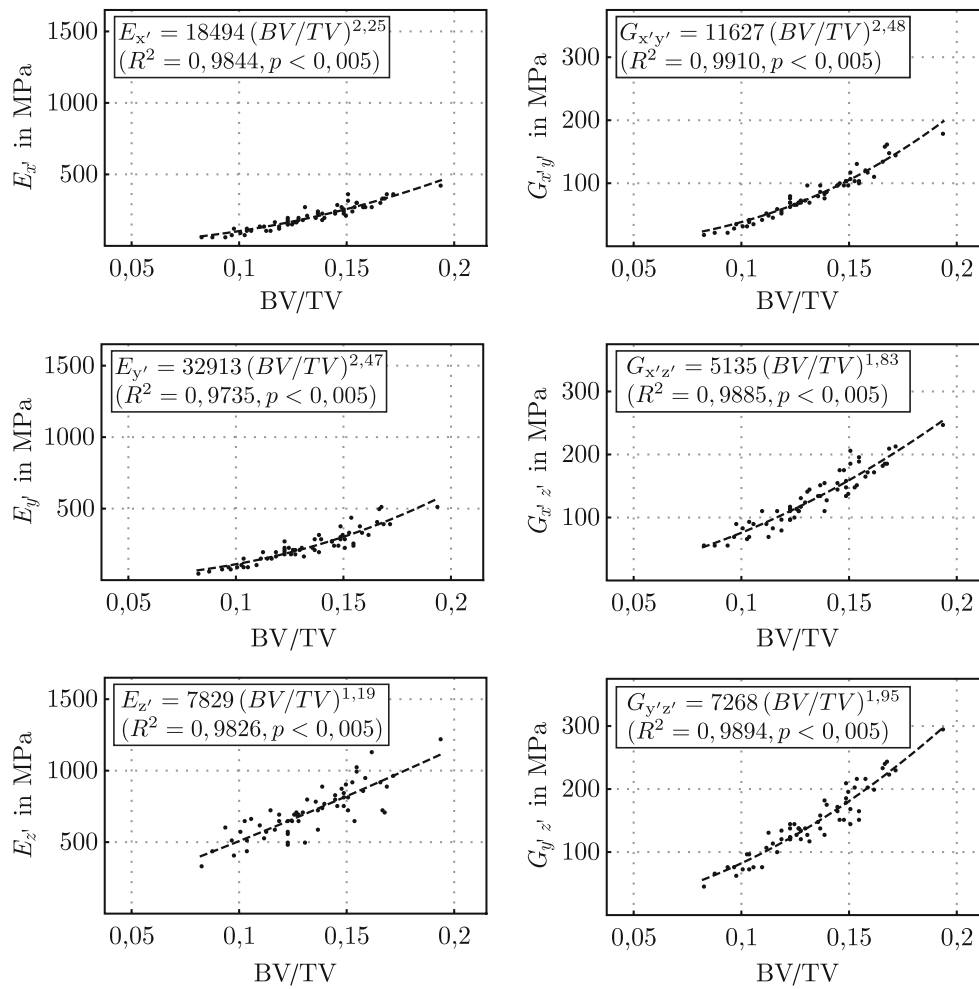 E_x′ = 18494 (BV/TV)^2,25
(R² = 0,9844, p < 0,005)
1500
1000
500
E_x′ in MPa
0,05 0,1 0,15 0,2
BV/TV
G_x′y′ = 11627 (BV/TV)^2,48
(R² = 0,9910, p < 0,005)
300
200
100
G_x′y′ in MPa
0,05 0,1 0,15 0,2
BV/TV
E_y′ = 32913 (BV/TV)^2,47
(R² = 0,9735, p < 0,005)
1500
1000
500
E_y′ in MPa
0,05 0,1 0,15 0,2
BV/TV
G_x′z′ = 5135 (BV/TV)^1,83
(R² = 0,9885, p < 0,005)
300
200
100
G_x′z′ in MPa
0,05 0,1 0,15 0,2
BV/TV
E_z′ = 7829 (BV/TV)^1,19
(R² = 0,9826, p < 0,005)
1500
1000
500
E_z′ in MPa
0,05 0,1 0,15 0,2
BV/TV
G_y′z′ = 7268 (BV/TV)^1,95
(R² = 0,9894, p < 0,005)
300
200
100
G_y′z′ in MPa
0,05 0,1 0,15 0,2
BV/TV